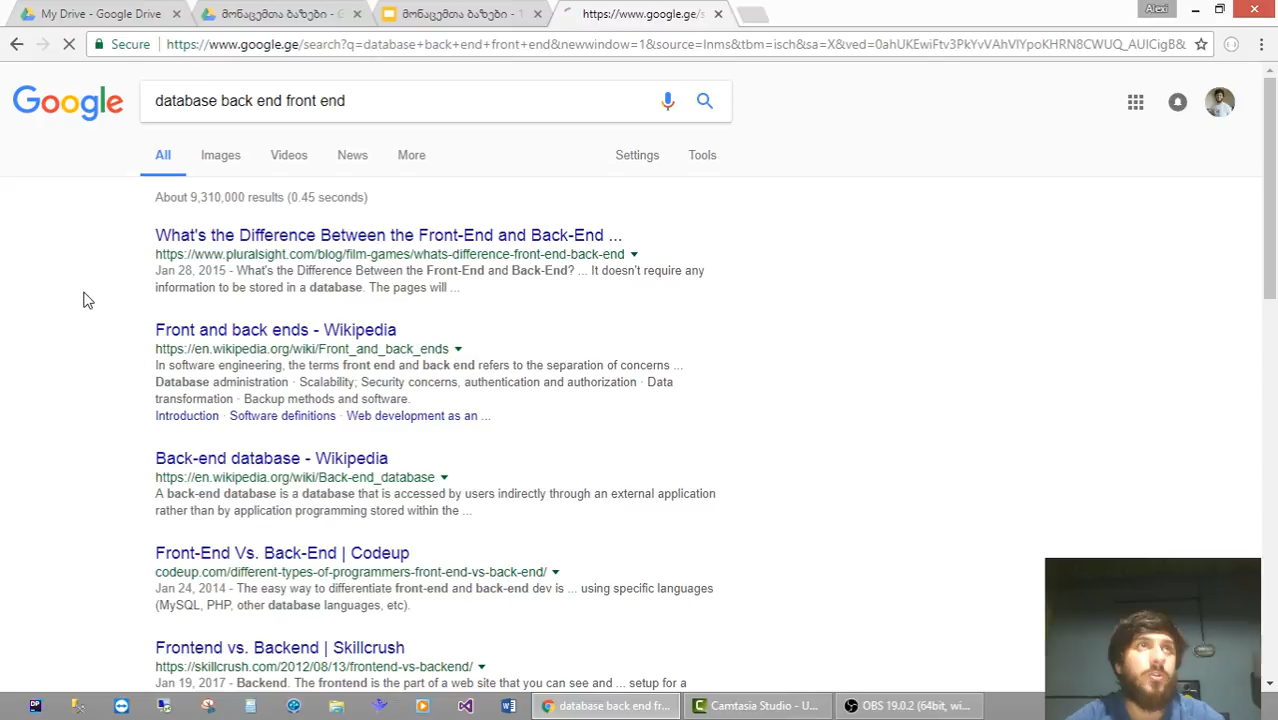 My Drive - Google Drive
მონაცემთა ბაზები - G
მონაცემთა ბაზები - 1
https://www.google.ge/s
Alexi
Secure
https://www.google.ge/search?q=database+back+end+front+end&newwindow=1&source=lnms&tbm=isch&sa=X&ved=0ahUKEwiFtv3PkYvVAhVIYpoKHRN8CWUQ_AUICigB&
Google
database back end front end
All
Images
Videos
News
More
Settings
Tools
About 9,310,000 results (0.45 seconds)
What's the Difference Between the Front-End and Back-End ...
https://www.pluralsight.com/blog/film-games/whats-difference-front-end-back-end
Jan 28, 2015 - What's the Difference Between the Front-End and Back-End? ... It doesn't require any
information to be stored in a database. The pages will ...
Front and back ends - Wikipedia
https://en.wikipedia.org/wiki/Front_and_back_ends
In software engineering, the terms front end and back end refers to the separation of concerns ...
Database administration · Scalability; Security concerns, authentication and authorization · Data
transformation · Backup methods and software.
Introduction · Software definitions · Web development as an ...
Back-end database - Wikipedia
https://en.wikipedia.org/wiki/Back-end_database
A back-end database is a database that is accessed by users indirectly through an external application
rather than by application programming stored within the ...
Front-End Vs. Back-End | Codeup
codeup.com/different-types-of-programmers-front-end-vs-back-end/
Jan 24, 2014 - The easy way to differentiate front-end and back-end dev is ... using specific languages
(MySQL, PHP, other database languages, etc).
Frontend vs. Backend | Skillcrush
https://skillcrush.com/2012/08/13/frontend-vs-backend/
Jan 19, 2017 - Backend. The frontend is the part of a web site that you can see and ... setup for a
database back end fr...
Camtasia Studio - U...
OBS 19.0.2 (64bit, wi...